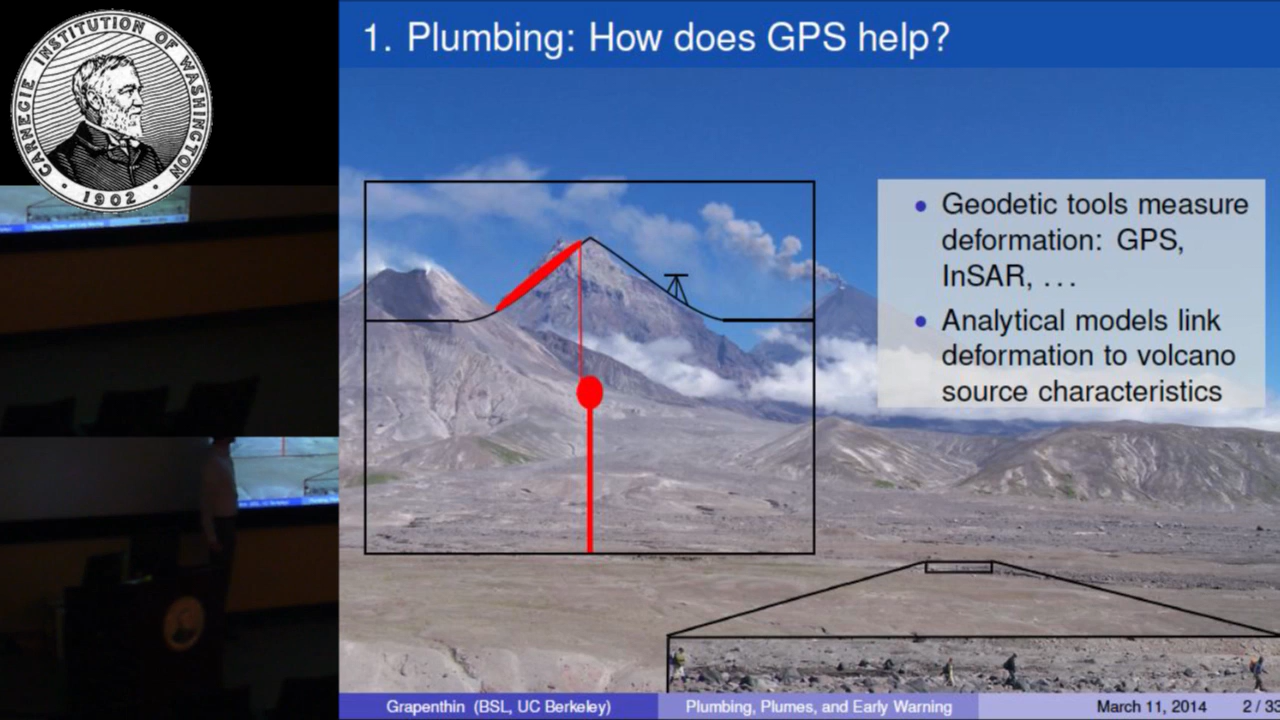 CARNEGIE INSTITUTION OF WASHINGTON
1902
1. Plumbing: How does GPS help?
• Geodetic tools measure
deformation: GPS,
InSAR, ...
• Analytical models link
deformation to volcano
source characteristics
Grapenthin (BSL, UC Berkeley) Plumbing, Plumes, and Early Warning March 11, 2014 2 / 33